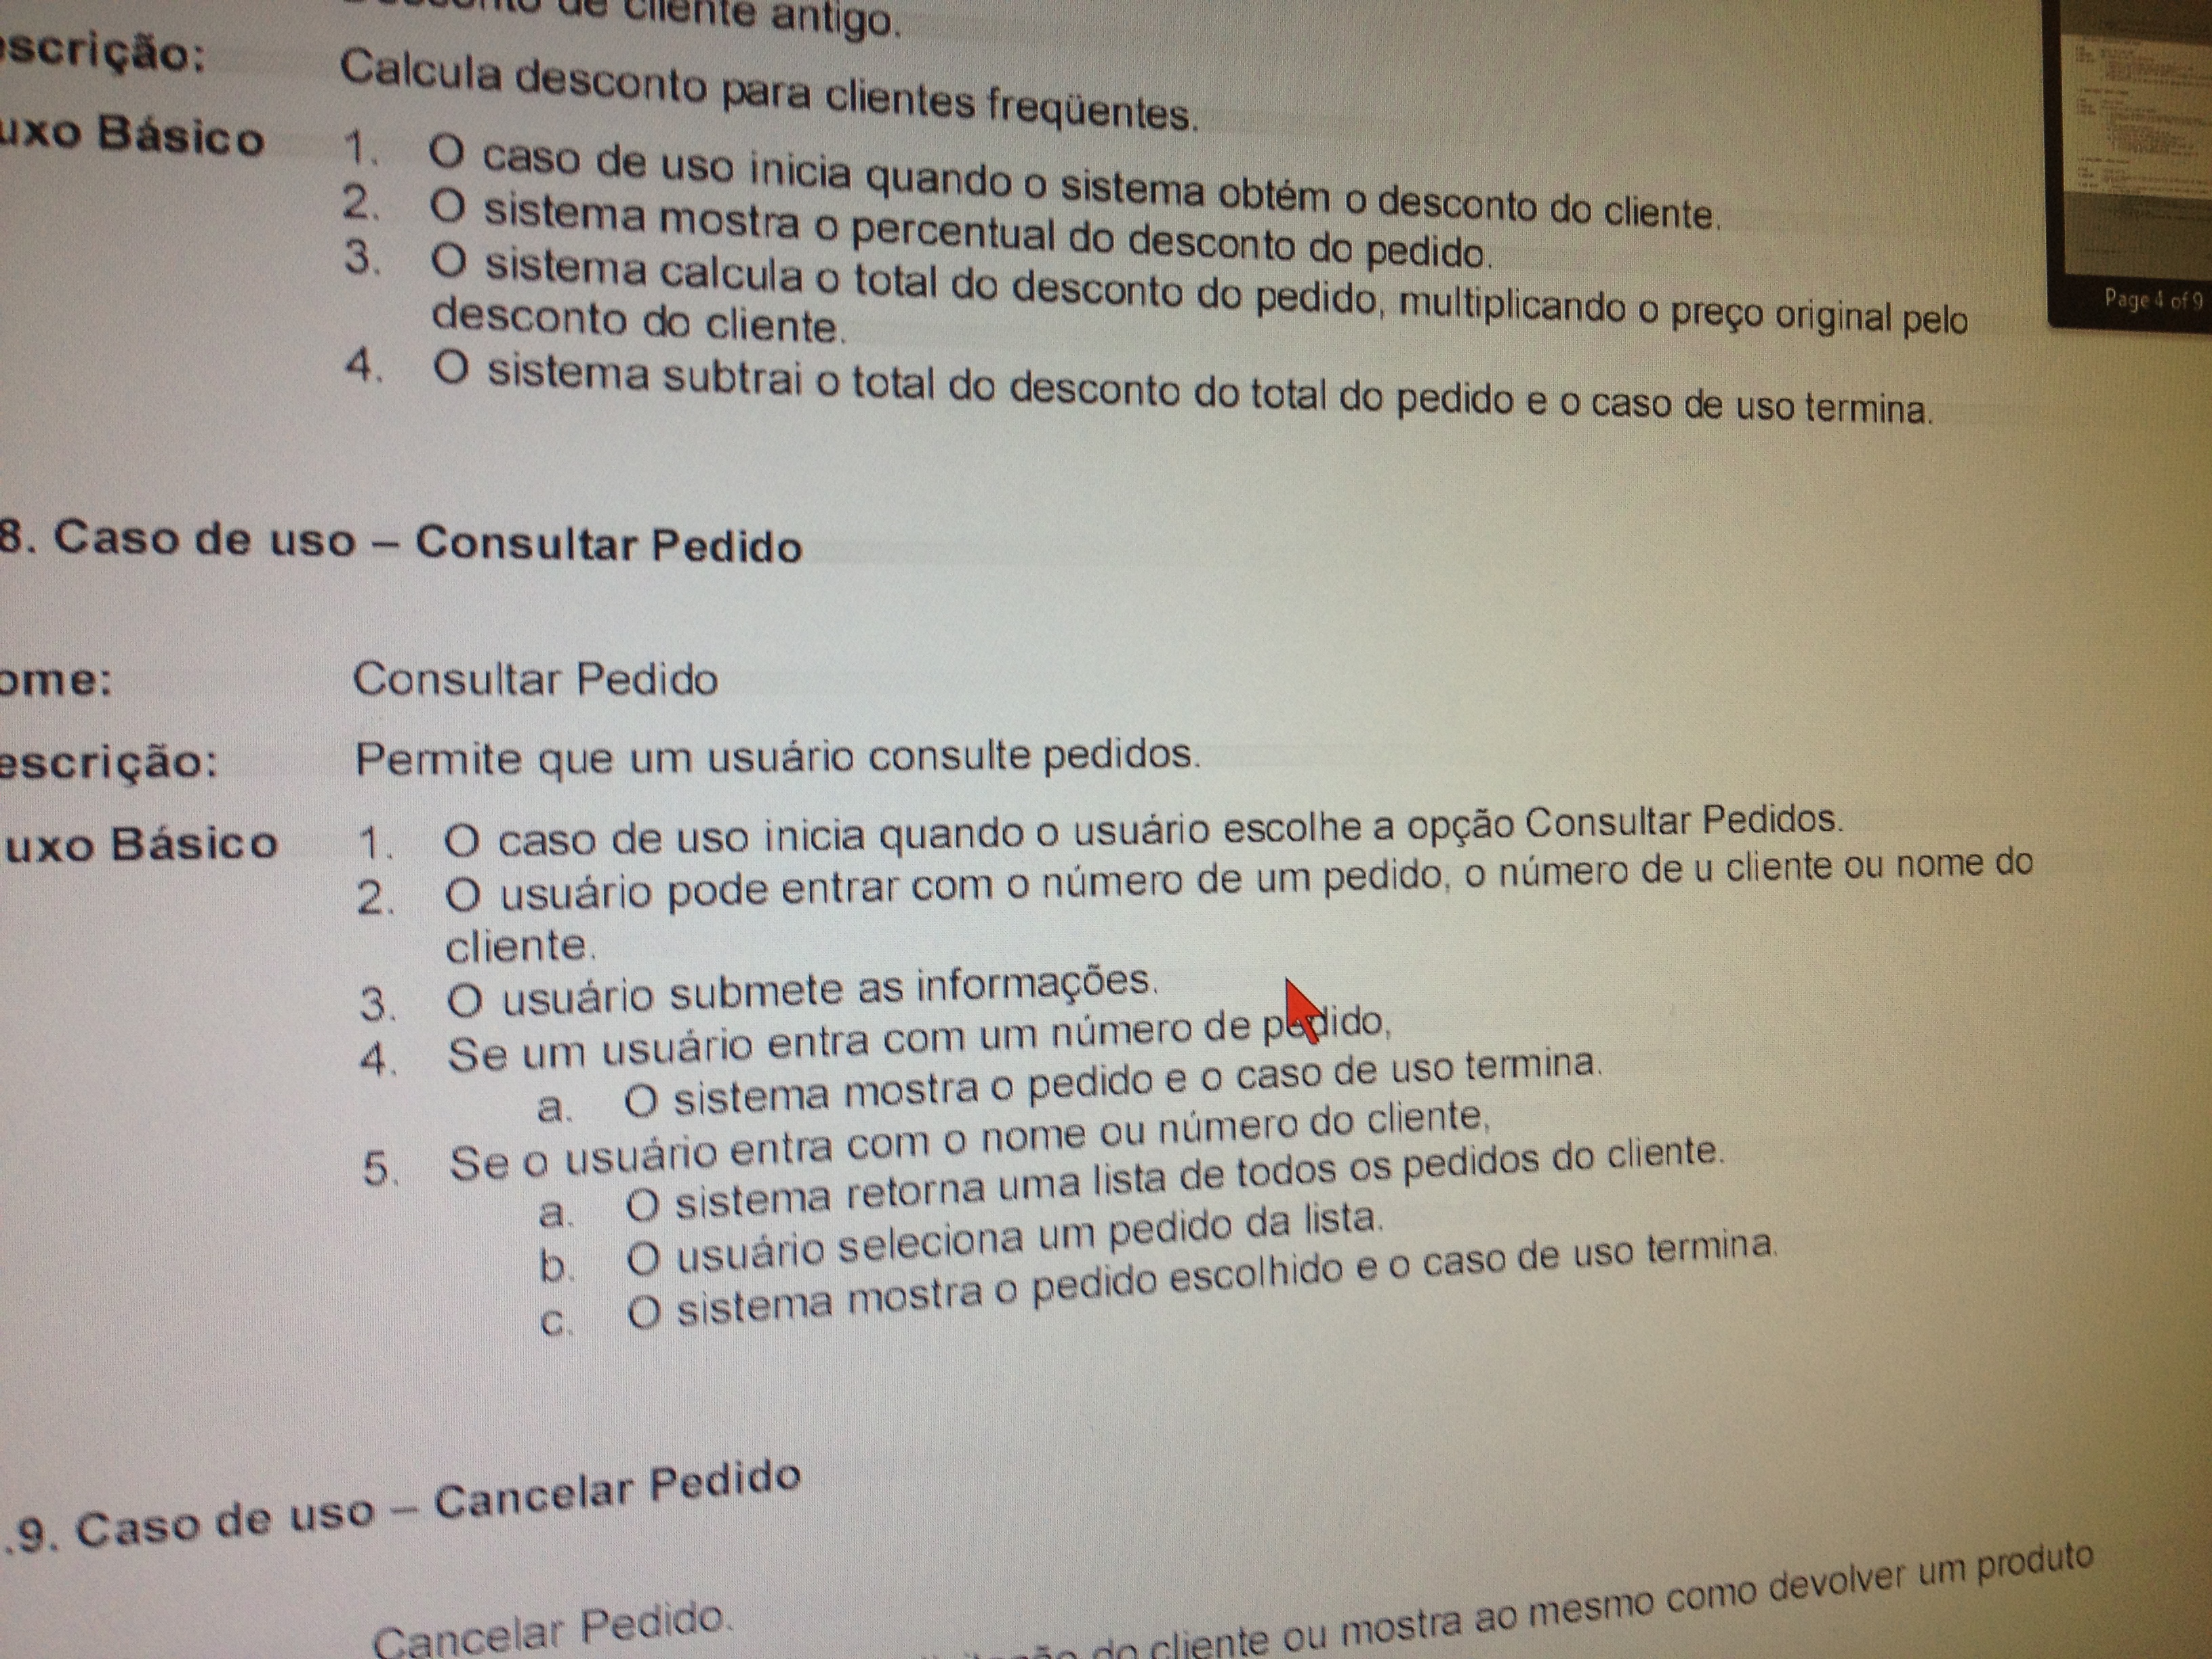 de cliente antigo.
scrição: Calcula desconto para clientes freqüentes.
uxo Básico 1. O caso de uso inicia quando o sistema obtém o desconto do cliente.
2. O sistema mostra o percentual do desconto do pedido.
3. O sistema calcula o total do desconto do pedido, multiplicando o preço original pelo
desconto do cliente.
4. O sistema subtrai o total do desconto do total do pedido e o caso de uso termina.
Page 4 of 9
8. Caso de uso – Consultar Pedido
ome: Consultar Pedido
escrição: Permite que um usuário consulte pedidos.
uxo Básico 1. O caso de uso inicia quando o usuário escolhe a opção Consultar Pedidos.
2. O usuário pode entrar com o número de um pedido, o número de u cliente ou nome do
cliente.
3. O usuário submete as informações.
4. Se um usuário entra com um número de pedido,
a. O sistema mostra o pedido e o caso de uso termina.
5. Se o usuário entra com o nome ou número do cliente,
a. O sistema retorna uma lista de todos os pedidos do cliente.
b. O usuário seleciona um pedido da lista.
c. O sistema mostra o pedido escolhido e o caso de uso termina.
.9. Caso de uso – Cancelar Pedido
Cancelar Pedido.
do cliente ou mostra ao mesmo como devolver um produto